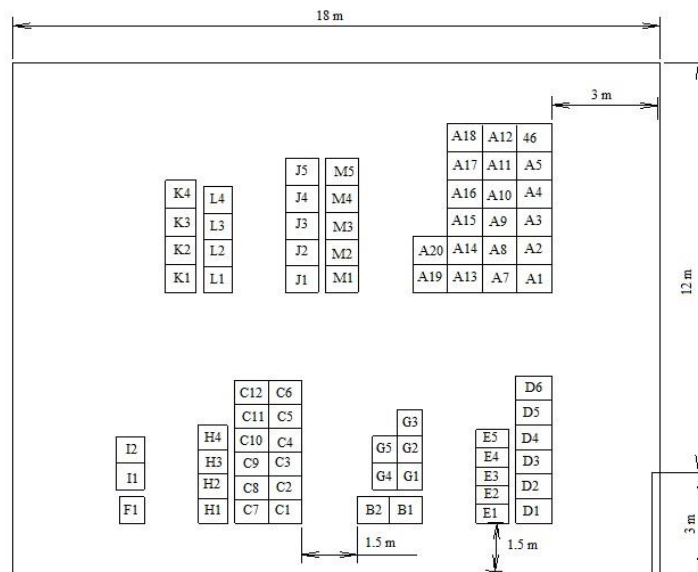 18 m
3 m
A18 A12 46
J5 M5 A17 A11 A5
K4 L4 J4 M4 A16 A10 A4
K3 L3 J3 M3 A15 A9 A3
K2 L2 J2 M2 A20 A14 A8 A2
K1 L1 J1 M1 A19 A13 A7 A1
12 m
C12 C6 D6
C11 C5 G3 D5
I2 H4 C10 C4 G5 G2 E5 D4
I1 H3 C9 C3 G4 G1 E4 D3
H2 C8 C2 E3 D2
E2
F1 H1 C7 C1 B2 B1 E1 D1
1.5 m
1.5 m
3 m